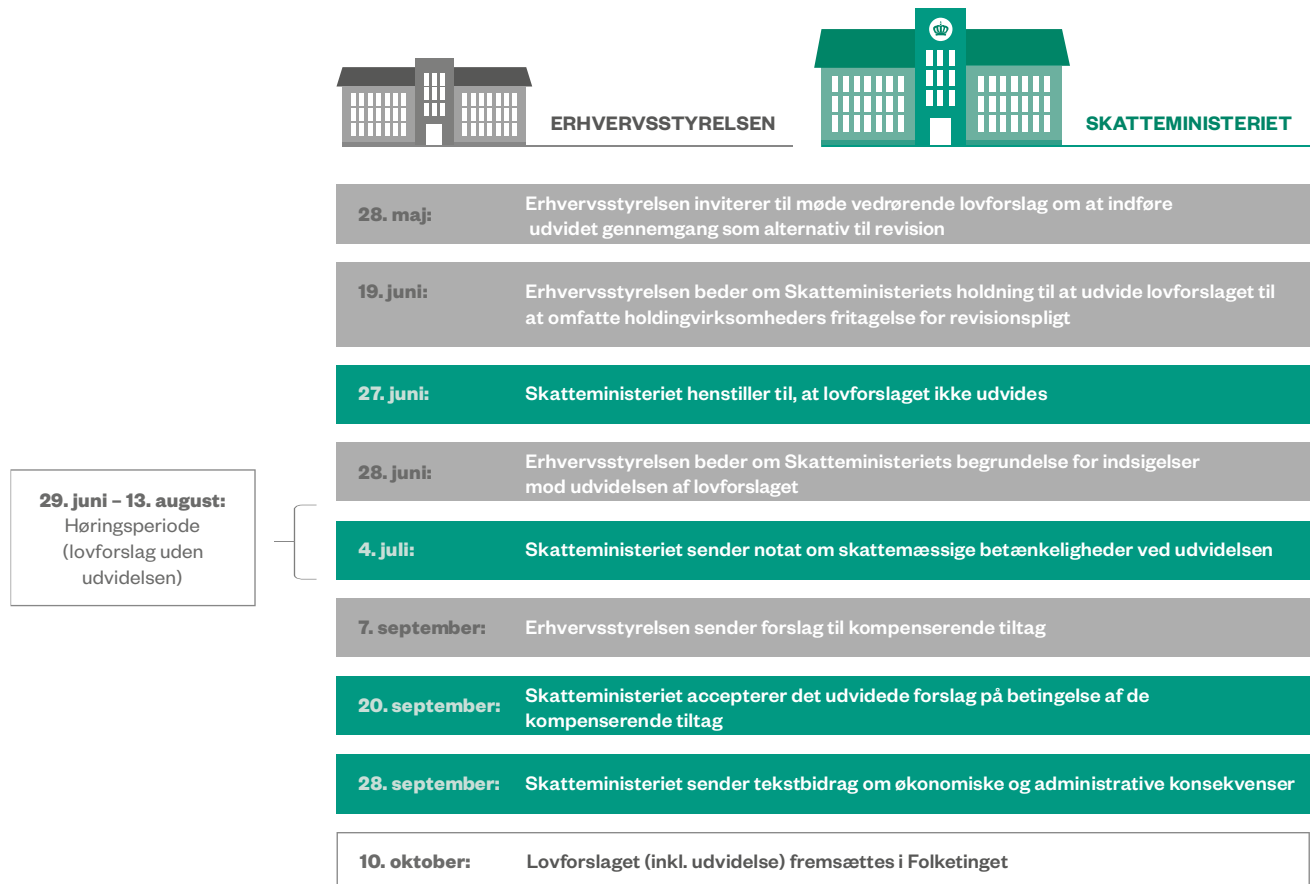 ERHVERVSSTYRELSEN
SKATTEMINISTERIET
28. maj:
Erhvervsstyrelsen inviterer til møde vedrørende lovforslag om at indføre
udvidet gennemgang som alternativ til revision
19. juni:
Erhvervsstyrelsen beder om Skatteministeriets holdning til at udvide lovforslaget til
at omfatte holdingvirksomheders fritagelse for revisionspligt
27. juni:
Skatteministeriet henstiller til, at lovforslaget ikke udvides
28. juni:
Erhvervsstyrelsen beder om Skatteministeriets begrundelse for indsigelser
mod udvidelsen af lovforslaget
29. juni – 13. august:
Høringsperiode
(lovforslag uden
udvidelsen)
4. juli:
Skatteministeriet sender notat om skattemæssige betænkeligheder ved udvidelsen
7. september:
Erhvervsstyrelsen sender forslag til kompenserende tiltag
20. september:
Skatteministeriet accepterer det udvidede forslag på betingelse af de
kompenserende tiltag
28. september:
Skatteministeriet sender tekstbidrag om økonomiske og administrative konsekvenser
10. oktober:
Lovforslaget (inkl. udvidelse) fremsættes i Folketinget